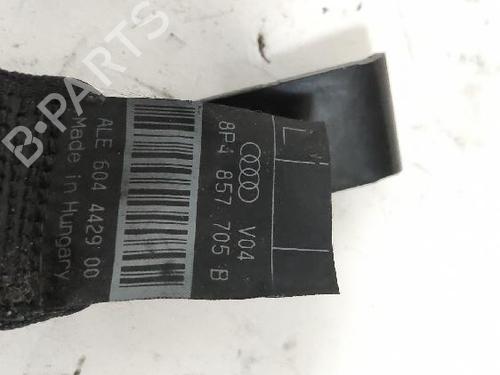 L
V04
8P4 857 705 B
ALE 604 4429 00
Made in Hungary
B-PARTS